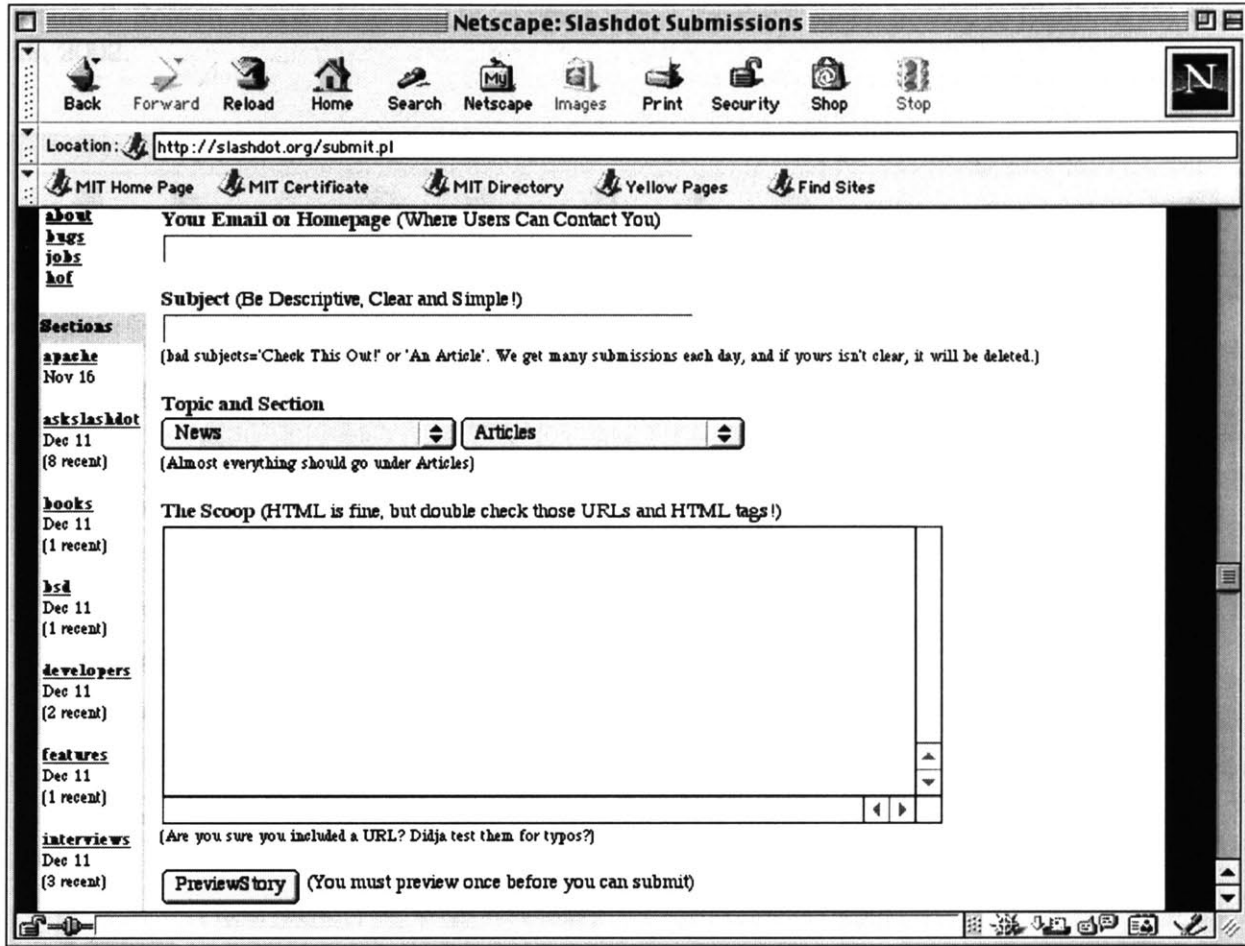 Netscape: Slashdot Submissions
Back Forward Reload Home Search Netscape Images Print Security Shop Stop
My
N
Location: http://slashdot.org/submit.pl
MIT Home Page MIT Certificate MIT Directory Yellow Pages Find Sites
about
bugs
jobs
hof
Sections
apache
Nov 16
askslashdot
Dec 11
(8 recent)
books
Dec 11
(1 recent)
bsd
Dec 11
(1 recent)
developers
Dec 11
(2 recent)
features
Dec 11
(1 recent)
interviews
Dec 11
(3 recent)
Your Email or Homepage (Where Users Can Contact You)
Subject (Be Descriptive, Clear and Simple!)
(bad subjects='Check This Out!' or 'An Article'. We get many submissions each day, and if yours isn't clear, it will be deleted.)
Topic and Section
News Articles
(Almost everything should go under Articles)
The Scoop (HTML is fine, but double check those URLs and HTML tags!)
(Are you sure you included a URL? Didja test them for typos?)
PreviewStory (You must preview once before you can submit)